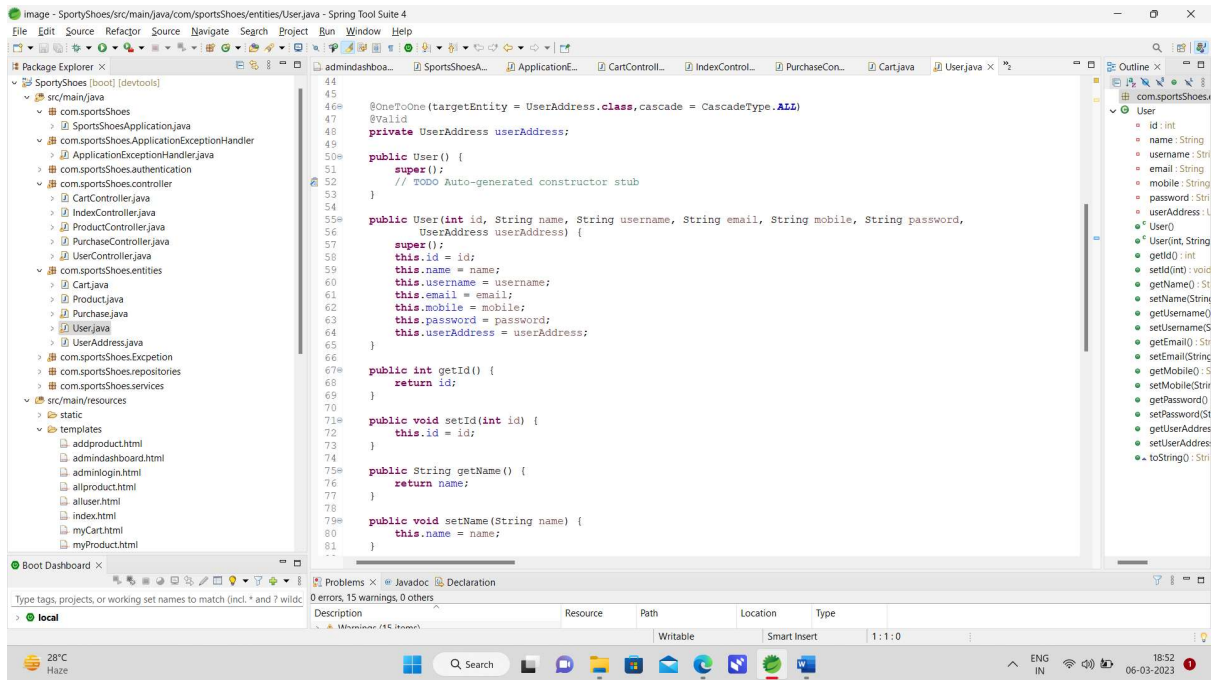 image - SportyShoes/src/main/java/com/sportsShoes/entities/User.java - Spring Tool Suite 4
File Edit Source Refactor Source Navigate Search Project Run Window Help
Package Explorer
SportyShoes [boot] [devtools]
src/main/java
com.sportsShoes
SportsShoesApplication.java
com.sportsShoes.ApplicationExceptionHandler
ApplicationExceptionHandler.java
com.sportsShoes.authentication
com.sportsShoes.controller
CartController.java
IndexController.java
ProductController.java
PurchaseController.java
UserController.java
com.sportsShoes.entities
Cart.java
Product.java
Purchase.java
User.java
UserAddress.java
com.sportsShoes.Excpetion
com.sportsShoes.repositories
com.sportsShoes.services
src/main/resources
static
templates
addproduct.html
admindashboard.html
adminlogin.html
allproduct.html
alluser.html
index.html
myCart.html
myProduct.html
Boot Dashboard
Type tags, projects, or working set names to match (incl. * and ? wildc
local
admindashboa... SportsShoesA... ApplicationE... CartControll... IndexControl... PurchaseCon... Cart.java User.java 2
44
45
46 @OneToOne(targetEntity = UserAddress.class,cascade = CascadeType.ALL)
47 @Valid
48 private UserAddress userAddress;
49
50 public User() {
51 super();
52 // TODO Auto-generated constructor stub
53 }
54
55 public User(int id, String name, String username, String email, String mobile, String password,
56 UserAddress userAddress) {
57 super();
58 this.id = id;
59 this.name = name;
60 this.username = username;
61 this.email = email;
62 this.mobile = mobile;
63 this.password = password;
64 this.userAddress = userAddress;
65 }
66
67 public int getId() {
68 return id;
69 }
70
71 public void setId(int id) {
72 this.id = id;
73 }
74
75 public String getName() {
76 return name;
77 }
78
79 public void setName(String name) {
80 this.name = name;
81 }
Outline
com.sportsShoes.e
User
id : int
name : String
username : Stri
email : String
mobile : String
password : Stri
userAddress : U
User()
User(int, String
getId() : int
setId(int) : void
getName() : St
setName(String
getUsername()
setUsername(S
getEmail() : Stri
setEmail(String
getMobile() : S
setMobile(Strin
getPassword()
setPassword(St
getUserAddres
setUserAddres
toString() : Stri
Problems Javadoc Declaration
0 errors, 15 warnings, 0 others
Description Resource Path Location Type
Warnings (15 items)
Writable Smart Insert 1 : 1 : 0
28°C
Haze
Search
ENG
IN
18:52
06-03-2023
1